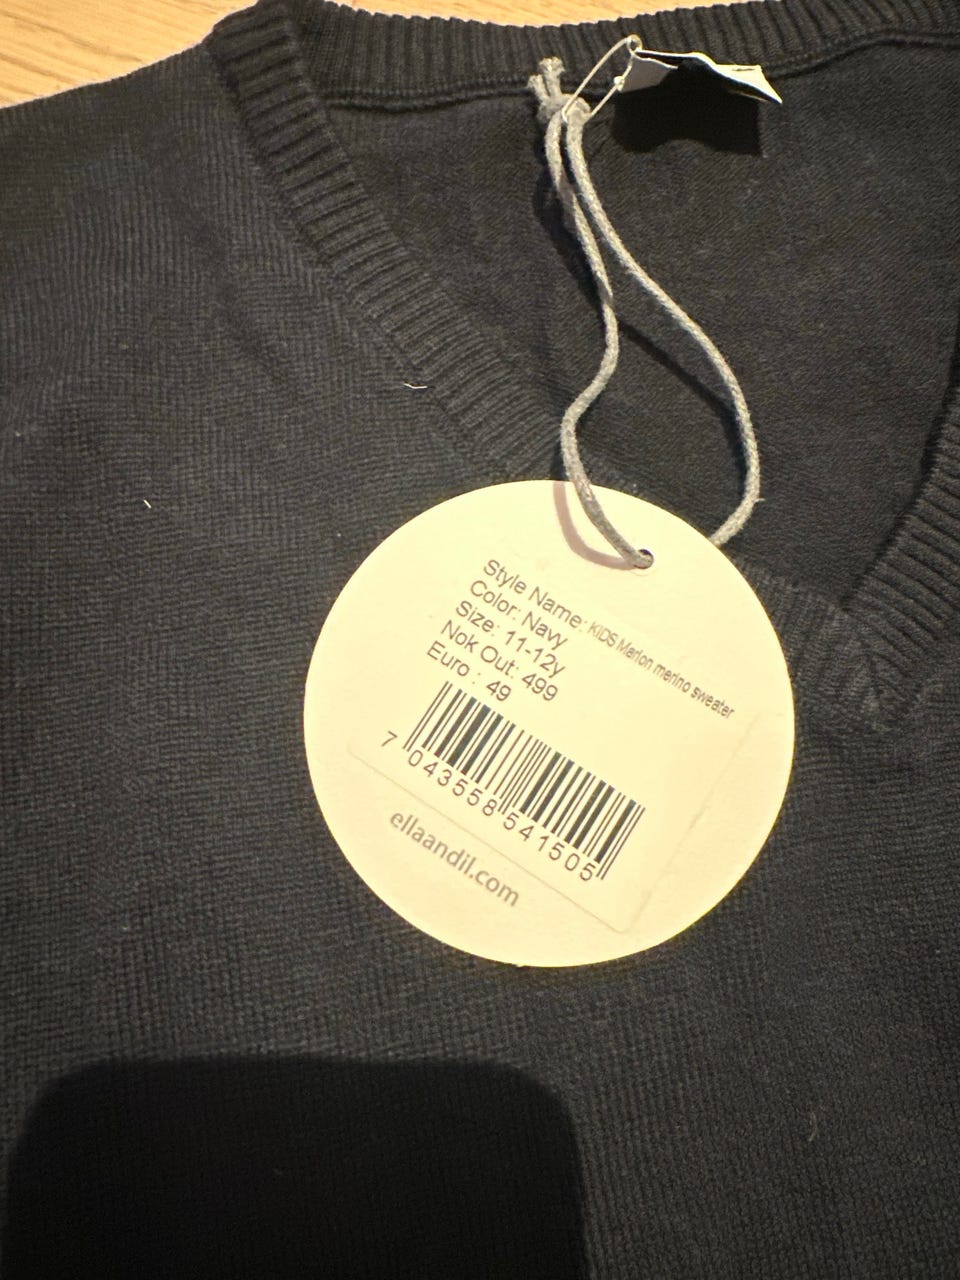 Style Name: KIDS Marlon merino sweater
Color: Navy
Size: 11-12y
Nok Out: 499
Euro : 49
7 043558 541505
ellaandil.com